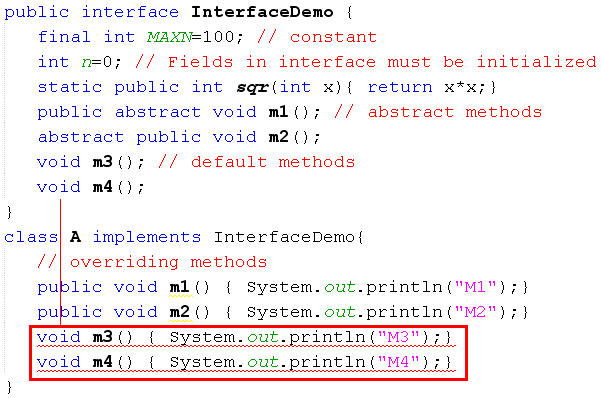 public interface InterfaceDemo {
final int MAXN=100; // constant
int n=0; // Fields in interface must be initialized
static public int sqr(int x){ return x*x;}
public abstract void m1(); // abstract methods
abstract public void m2();
void m3(); // default methods
void m4();
}
class A implements InterfaceDemo{
// overriding methods
public void m1() { System.out.println("M1");}
public void m2() { System.out.println("M2");}
void m3() { System.out.println("M3");}
void m4() { System.out.println("M4");}
}